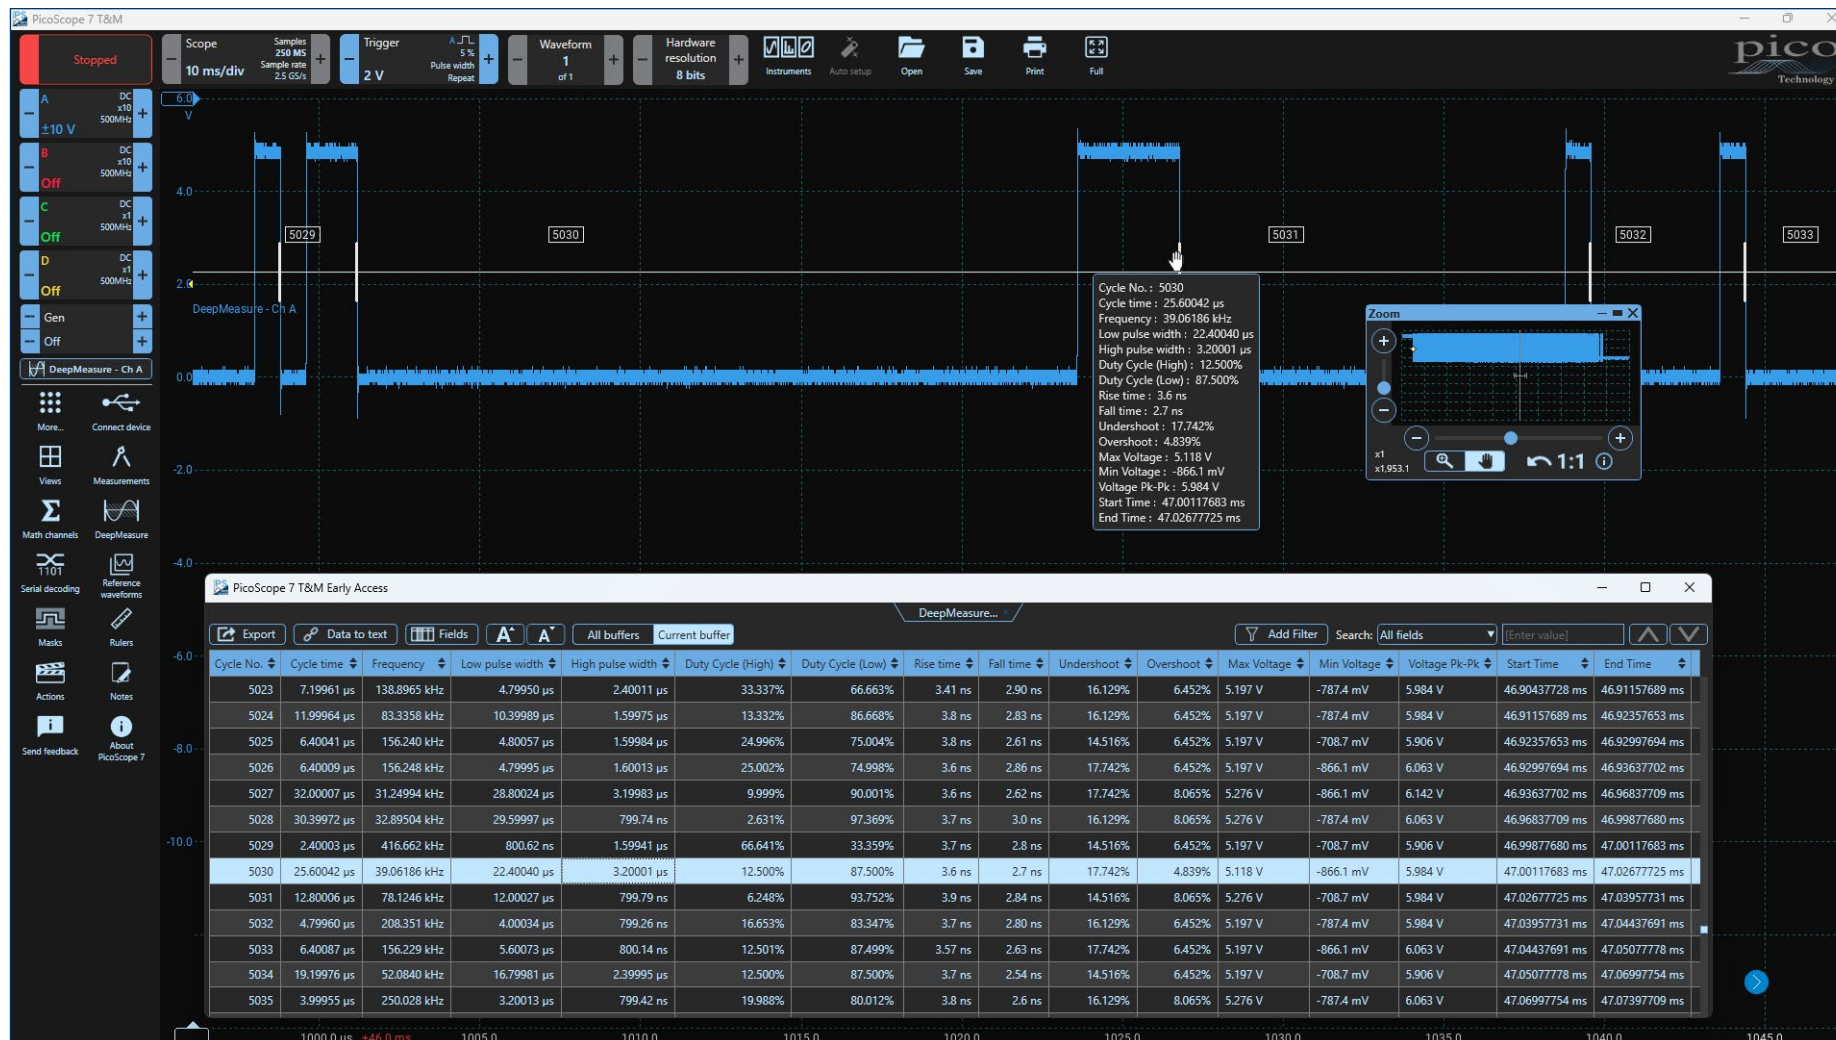 PicoScope 7 T&M
Stopped
Scope
10 ms/div
Samples
250 MS
Sample rate
2.5 GS/s
Trigger
2 V
A
5 %
Pulse width
Repeat
Waveform
1
of 1
Hardware
resolution
8 bits
Instruments
Auto setup
Open
Save
Print
Full
pico
Technology
A
DC
x10
500MHz
±10 V
B
DC
x10
500MHz
Off
C
DC
x1
500MHz
Off
D
DC
x1
500MHz
Off
Gen
Off
DeepMeasure - Ch A
More...
Connect device
Views
Measurements
Math channels
DeepMeasure
1101
Serial decoding
Reference
waveforms
Masks
Rulers
Actions
Notes
Send feedback
About
PicoScope 7
6.0
V
4.0
2.0
0.0
-2.0
-4.0
-6.0
-8.0
-10.0
5029
5030
5031
5032
5033
DeepMeasure - Ch A
Cycle No. : 5030
Cycle time : 25.60042 µs
Frequency : 39.06186 kHz
Low pulse width : 22.40040 µs
High pulse width : 3.20001 µs
Duty Cycle (High) : 12.500%
Duty Cycle (Low) : 87.500%
Rise time : 3.6 ns
Fall time : 2.7 ns
Undershoot : 17.742%
Overshoot : 4.839%
Max Voltage : 5.118 V
Min Voltage : -866.1 mV
Voltage Pk-Pk : 5.984 V
Start Time : 47.00117683 ms
End Time : 47.02677725 ms
Zoom
x1
x1,953.1
1:1
PicoScope 7 T&M Early Access
DeepMeasure...
Export Data to text Fields A A All buffers Current buffer Add Filter Search: All fields [Enter value]
Cycle No. Cycle time Frequency Low pulse width High pulse width Duty Cycle (High) Duty Cycle (Low) Rise time Fall time Undershoot Overshoot Max Voltage Min Voltage Voltage Pk-Pk Start Time End Time
5023 7.19961 µs 138.8965 kHz 4.79950 µs 2.40011 µs 33.337% 66.663% 3.41 ns 2.90 ns 16.129% 6.452% 5.197 V -787.4 mV 5.984 V 46.90437728 ms 46.91157689 ms
5024 11.99964 µs 83.3358 kHz 10.39989 µs 1.59975 µs 13.332% 86.668% 3.8 ns 2.83 ns 16.129% 6.452% 5.197 V -787.4 mV 5.984 V 46.91157689 ms 46.92357653 ms
5025 6.40041 µs 156.240 kHz 4.80057 µs 1.59984 µs 24.996% 75.004% 3.8 ns 2.61 ns 14.516% 6.452% 5.197 V -708.7 mV 5.906 V 46.92357653 ms 46.92997694 ms
5026 6.40009 µs 156.248 kHz 4.79995 µs 1.60013 µs 25.002% 74.998% 3.6 ns 2.86 ns 17.742% 6.452% 5.197 V -866.1 mV 6.063 V 46.92997694 ms 46.93637702 ms
5027 32.00007 µs 31.24994 kHz 28.80024 µs 3.19983 µs 9.999% 90.001% 3.6 ns 2.62 ns 17.742% 8.065% 5.276 V -866.1 mV 6.142 V 46.93637702 ms 46.96837709 ms
5028 30.39972 µs 32.89504 kHz 29.59997 µs 799.74 ns 2.631% 97.369% 3.7 ns 3.0 ns 16.129% 8.065% 5.276 V -787.4 mV 6.063 V 46.96837709 ms 46.99877680 ms
5029 2.40003 µs 416.662 kHz 800.62 ns 1.59941 µs 66.641% 33.359% 3.7 ns 2.8 ns 14.516% 6.452% 5.197 V -708.7 mV 5.906 V 46.99877680 ms 47.00117683 ms
5030 25.60042 µs 39.06186 kHz 22.40040 µs 3.20001 µs 12.500% 87.500% 3.6 ns 2.7 ns 17.742% 4.839% 5.118 V -866.1 mV 5.984 V 47.00117683 ms 47.02677725 ms
5031 12.80006 µs 78.1246 kHz 12.00027 µs 799.79 ns 6.248% 93.752% 3.9 ns 2.84 ns 14.516% 8.065% 5.276 V -708.7 mV 5.984 V 47.02677725 ms 47.03957731 ms
5032 4.79960 µs 208.351 kHz 4.00034 µs 799.26 ns 16.653% 83.347% 3.7 ns 2.80 ns 16.129% 6.452% 5.197 V -787.4 mV 5.984 V 47.03957731 ms 47.04437691 ms
5033 6.40087 µs 156.229 kHz 5.60073 µs 800.14 ns 12.501% 87.499% 3.57 ns 2.63 ns 17.742% 6.452% 5.197 V -866.1 mV 6.063 V 47.04437691 ms 47.05077778 ms
5034 19.19976 µs 52.0840 kHz 16.79981 µs 2.39995 µs 12.500% 87.500% 3.7 ns 2.54 ns 14.516% 6.452% 5.197 V -708.7 mV 5.906 V 47.05077778 ms 47.06997754 ms
5035 3.99955 µs 250.028 kHz 3.20013 µs 799.42 ns 19.988% 80.012% 3.8 ns 2.6 ns 16.129% 8.065% 5.276 V -787.4 mV 6.063 V 47.06997754 ms 47.07397709 ms
1000.0 µs +46.0 ms 1005.0 1010.0 1015.0 1020.0 1025.0 1030.0 1035.0 1040.0 1045.0